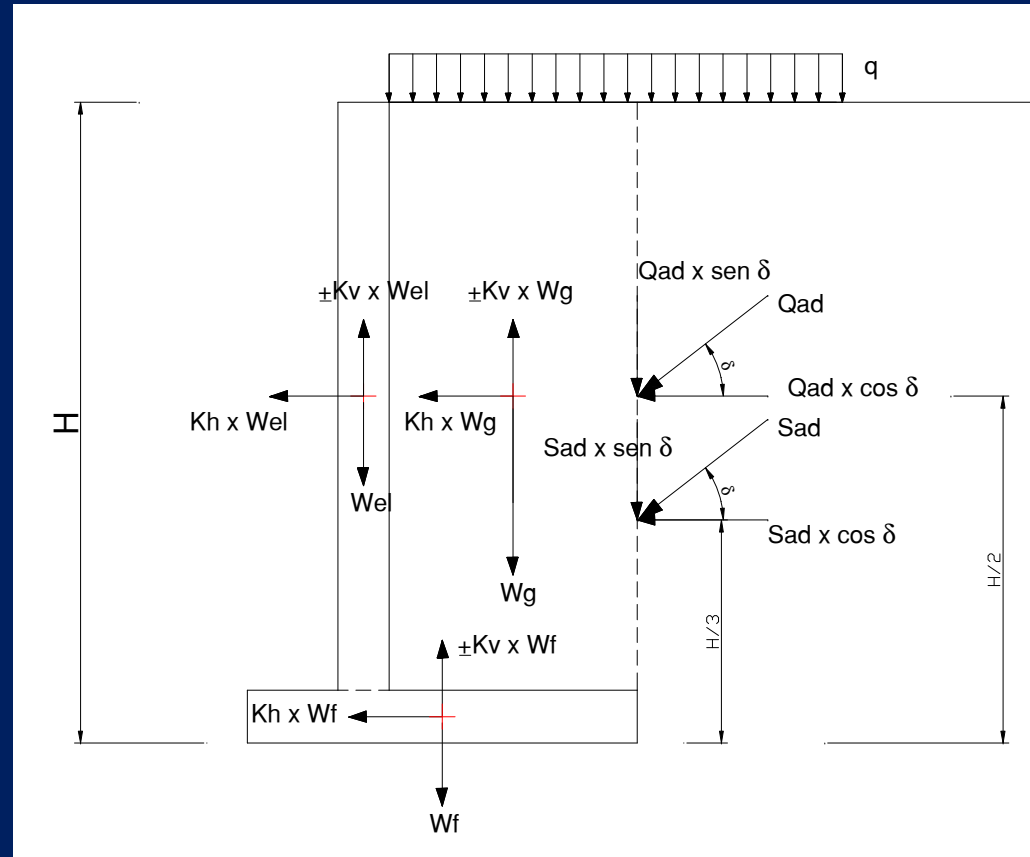 q
Qad x sen δ
±Kv x Wel
±Kv x Wg
Qad
δ
Qad x cos δ
H
Kh x Wel
Kh x Wg
Sad
Sad x sen δ
δ
Wel
Sad x cos δ
H/2
Wg
H/3
±Kv x Wf
Kh x Wf
Wf